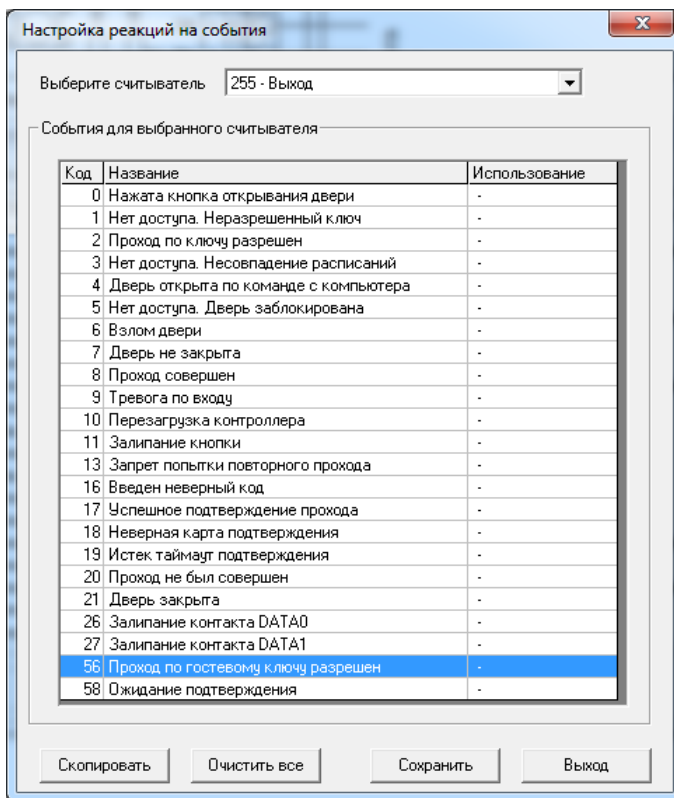 Настройка реакций на события
Выберите считыватель 255 - Выход
События для выбранного считывателя
Код Название Использование
0 Нажата кнопка открывания двери -
1 Нет доступа. Неразрешенный ключ -
2 Проход по ключу разрешен -
3 Нет доступа. Несовпадение расписаний -
4 Дверь открыта по команде с компьютера -
5 Нет доступа. Дверь заблокирована -
6 Взлом двери -
7 Дверь не закрыта -
8 Проход совершен -
9 Тревога по входу -
10 Перезагрузка контроллера -
11 Залипание кнопки -
13 Запрет попытки повторного прохода -
16 Введен неверный код -
17 Успешное подтверждение прохода -
18 Неверная карта подтверждения -
19 Истек таймаут подтверждения -
20 Проход не был совершен -
21 Дверь закрыта -
26 Залипание контакта DATA0 -
27 Залипание контакта DATA1 -
56 Проход по гостевому ключу разрешен -
58 Ожидание подтверждения -
Скопировать Очистить все Сохранить Выход